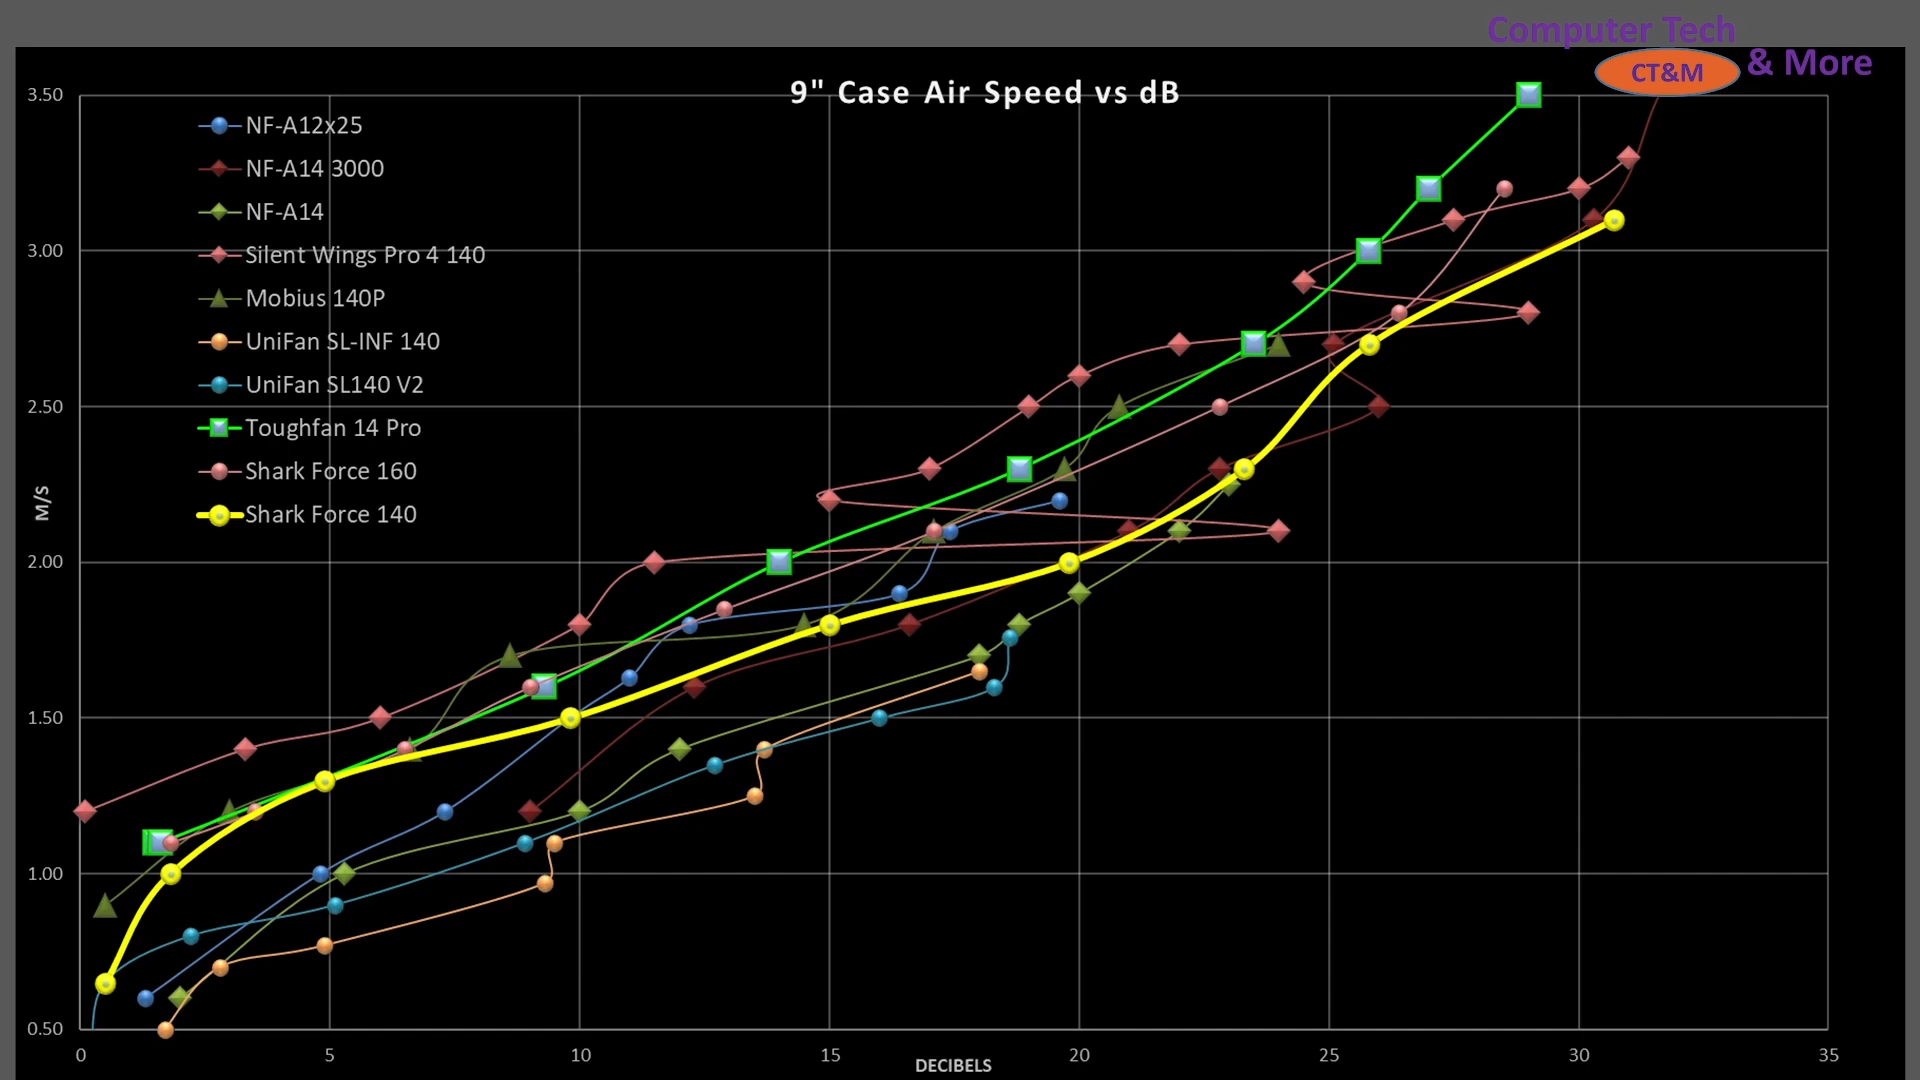 Computer Tech
CT&M & More
9" Case Air Speed vs dB
3.50
3.00
2.50
2.00
1.50
1.00
0.50
M/s
NF-A12x25
NF-A14 3000
NF-A14
Silent Wings Pro 4 140
Mobius 140P
UniFan SL-INF 140
UniFan SL140 V2
Toughfan 14 Pro
Shark Force 160
Shark Force 140
0 5 10 15 20 25 30 35
DECIBELS